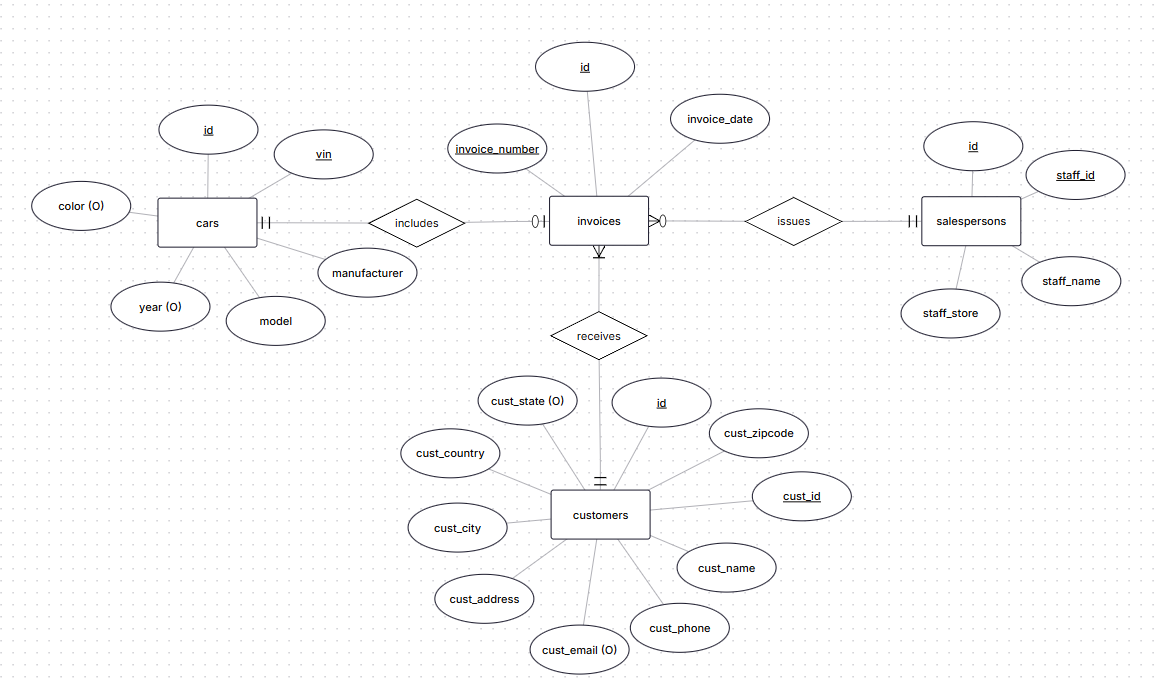 id
invoice_date
id
invoice_number
id
vin
staff_id
color (O)
cars
includes
invoices
issues
salespersons
manufacturer
staff_name
year (O)
model
staff_store
receives
cust_state (O)
id
cust_zipcode
cust_country
cust_id
customers
cust_city
cust_name
cust_address
cust_phone
cust_email (O)